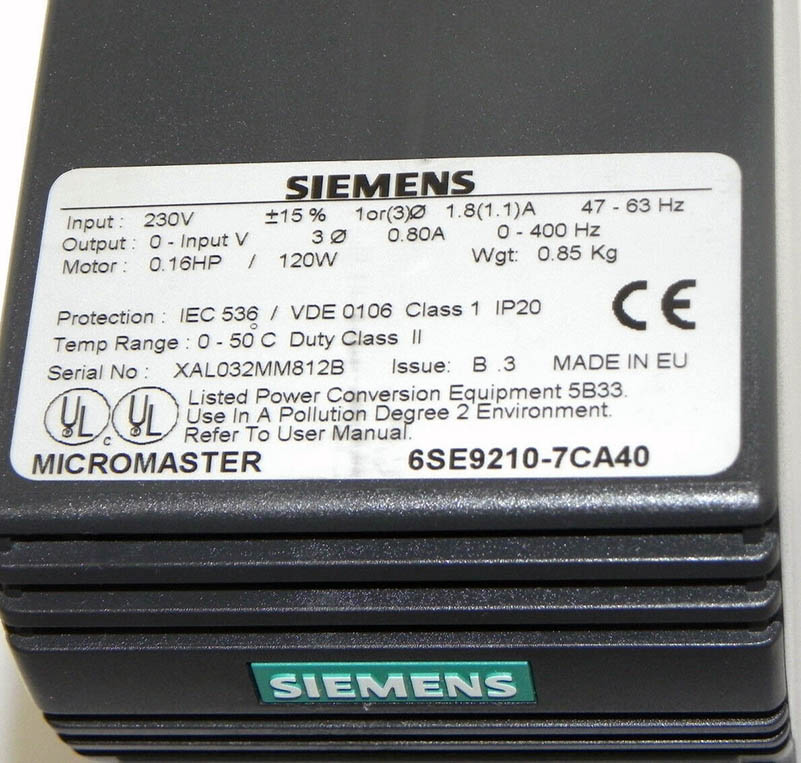 SIEMENS
Input : 230V ±15 % 1or(3)Ø 1.8(1.1)A 47 - 63 Hz
Output : 0 - Input V 3 Ø 0.80A 0 - 400 Hz
Motor : 0.16HP / 120W Wgt: 0.85 Kg
Protection : IEC 536 / VDE 0106 Class 1 IP20
CE
Temp Range : 0 - 50°C Duty Class II
Serial No : XAL032MM812B Issue: B .3 MADE IN EU
UL c UL Listed Power Conversion Equipment 5B33.
Use In A Pollution Degree 2 Environment.
Refer To User Manual.
MICROMASTER 6SE9210-7CA40
SIEMENS